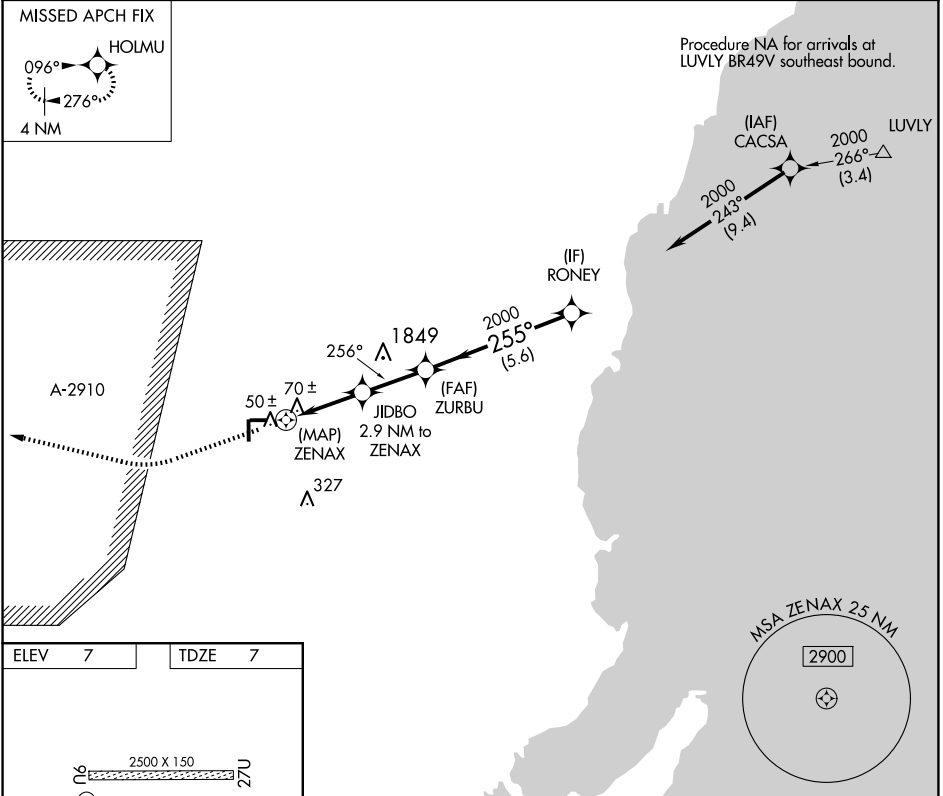 MISSED APCH FIX
HOLMU
096°
276°
4 NM
Procedure NA for arrivals at
LUVLY BR49V southeast bound.
(IAF)
CACSA
LUVLY
2000
266°
(3.4)
2000
243°
(9.4)
(IF)
RONEY
2000
255°
(5.6)
1849
256°
A-2910
70 ±
50 ±
(FAF)
ZURBU
JIDBO
2.9 NM to
ZENAX
(MAP)
ZENAX
327
MSA ZENAX 25 NM
2900
ELEV 7
TDZE 7
2500 X 150
9U
27U